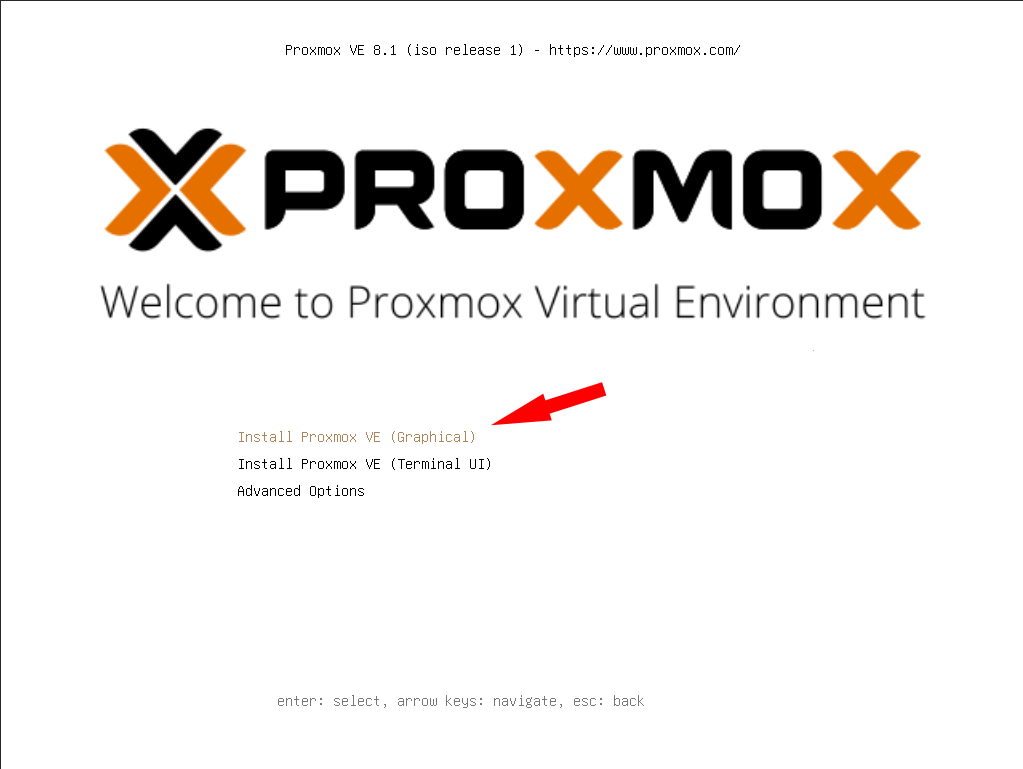 Proxmox VE 8.1 (iso release 1) - https://www.proxmox.com/
PROXMOX
Welcome to Proxmox Virtual Environment
Install Proxmox VE (Graphical)
Install Proxmox VE (Terminal UI)
Advanced Options
enter: select, arrow keys: navigate, esc: back